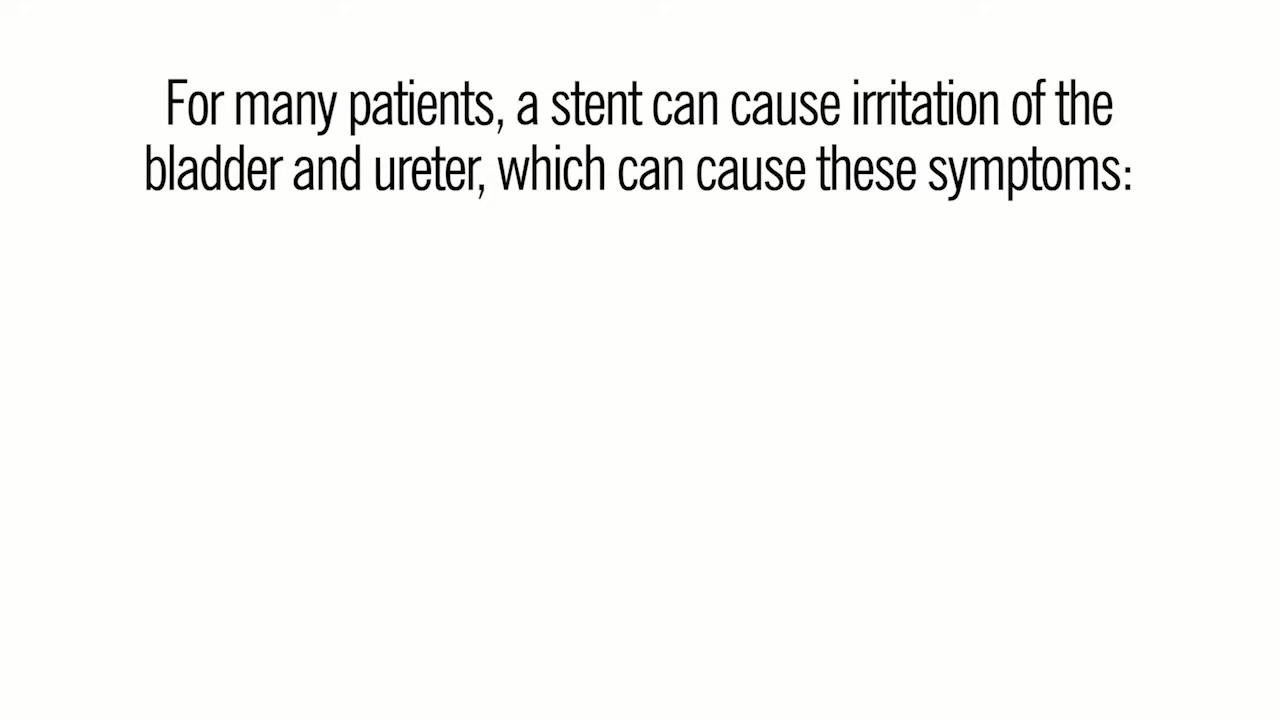 For many patients, a stent can cause irritation of the
bladder and ureter, which can cause these symptoms: